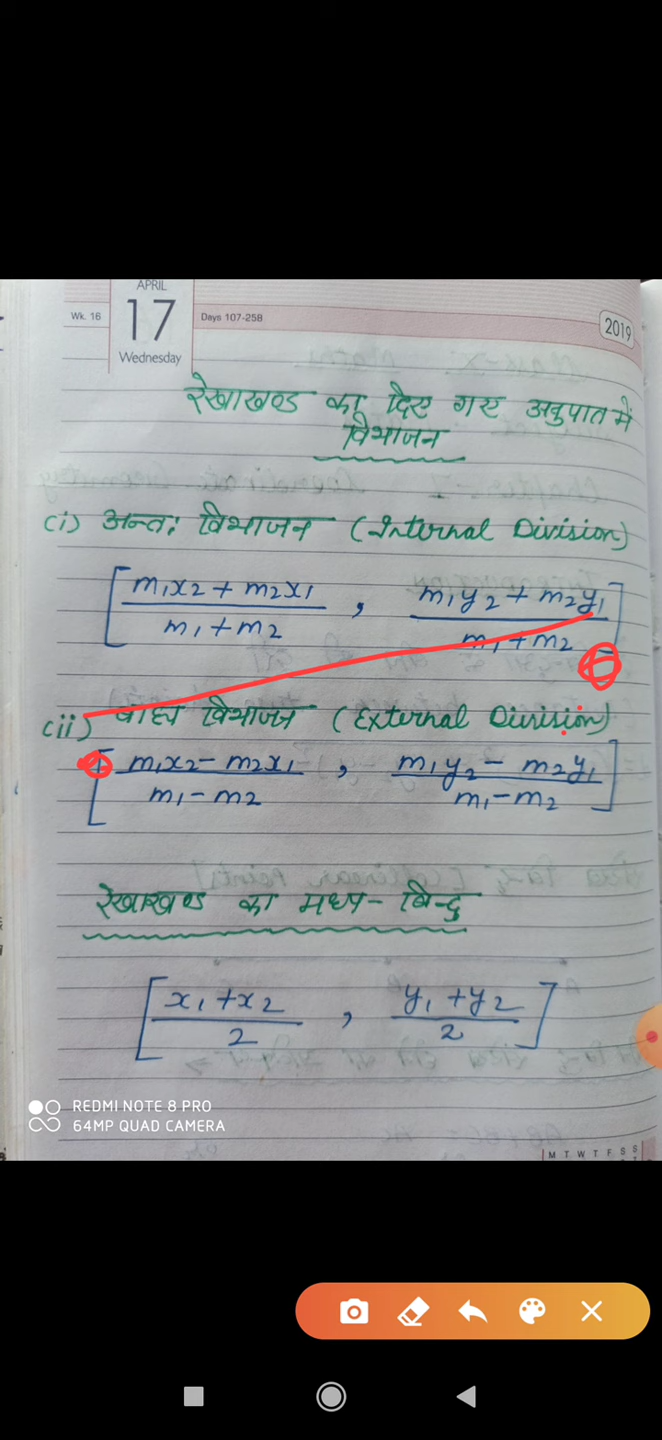 APRIL
17
Wednesday
Wk. 16
Days 107-258
2019
रेखाखण्ड का दिए गए अनुपात में
विभाजन
(i) अन्तः विभाजन (Internal Division)
[ m₁x₂ + m₂x₁ / m₁ + m₂ , m₁y₂ + m₂y₁ / m₁ + m₂ ]
(ii) बाह्य विभाजन (External Division)
[ m₁x₂ - m₂x₁ / m₁ - m₂ , m₁y₂ - m₂y₁ / m₁ - m₂ ]
रेखाखण्ड का मध्य - बिन्दु
[ x₁ + x₂ / 2 , y₁ + y₂ / 2 ]
REDMI NOTE 8 PRO
64MP QUAD CAMERA
M T W T F S S